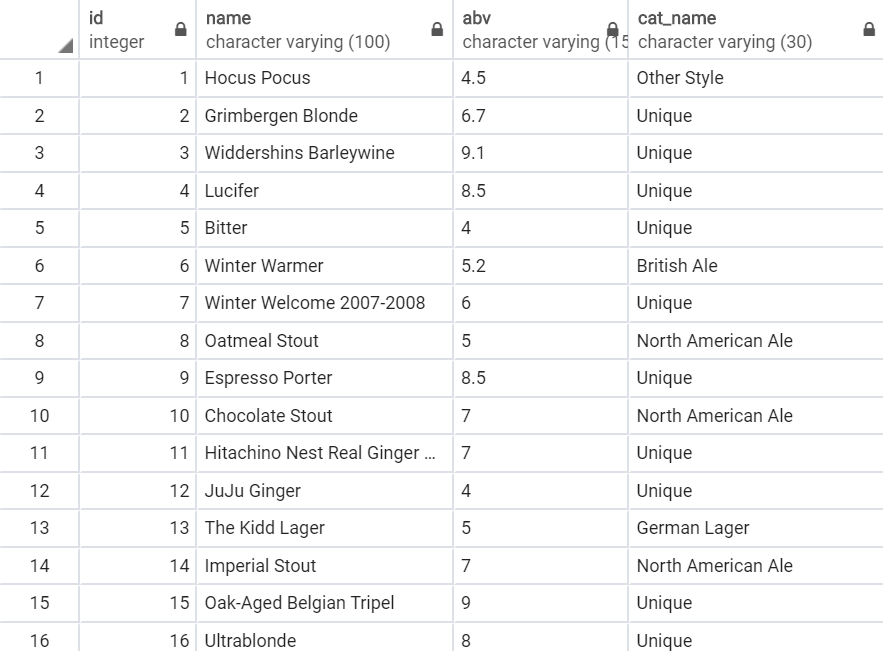 id name abv cat_name
integer character varying (100) character varying (15 character varying (30)
1 1 Hocus Pocus 4.5 Other Style
2 2 Grimbergen Blonde 6.7 Unique
3 3 Widdershins Barleywine 9.1 Unique
4 4 Lucifer 8.5 Unique
5 5 Bitter 4 Unique
6 6 Winter Warmer 5.2 British Ale
7 7 Winter Welcome 2007-2008 6 Unique
8 8 Oatmeal Stout 5 North American Ale
9 9 Espresso Porter 8.5 Unique
10 10 Chocolate Stout 7 North American Ale
11 11 Hitachino Nest Real Ginger ... 7 Unique
12 12 JuJu Ginger 4 Unique
13 13 The Kidd Lager 5 German Lager
14 14 Imperial Stout 7 North American Ale
15 15 Oak-Aged Belgian Tripel 9 Unique
16 16 Ultrablonde 8 Unique